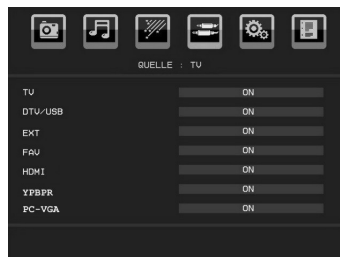 QUELLE : TV
TV ON
DTV/USB ON
EXT ON
FAV ON
HDMI ON
YPBPR ON
PC-VGA ON